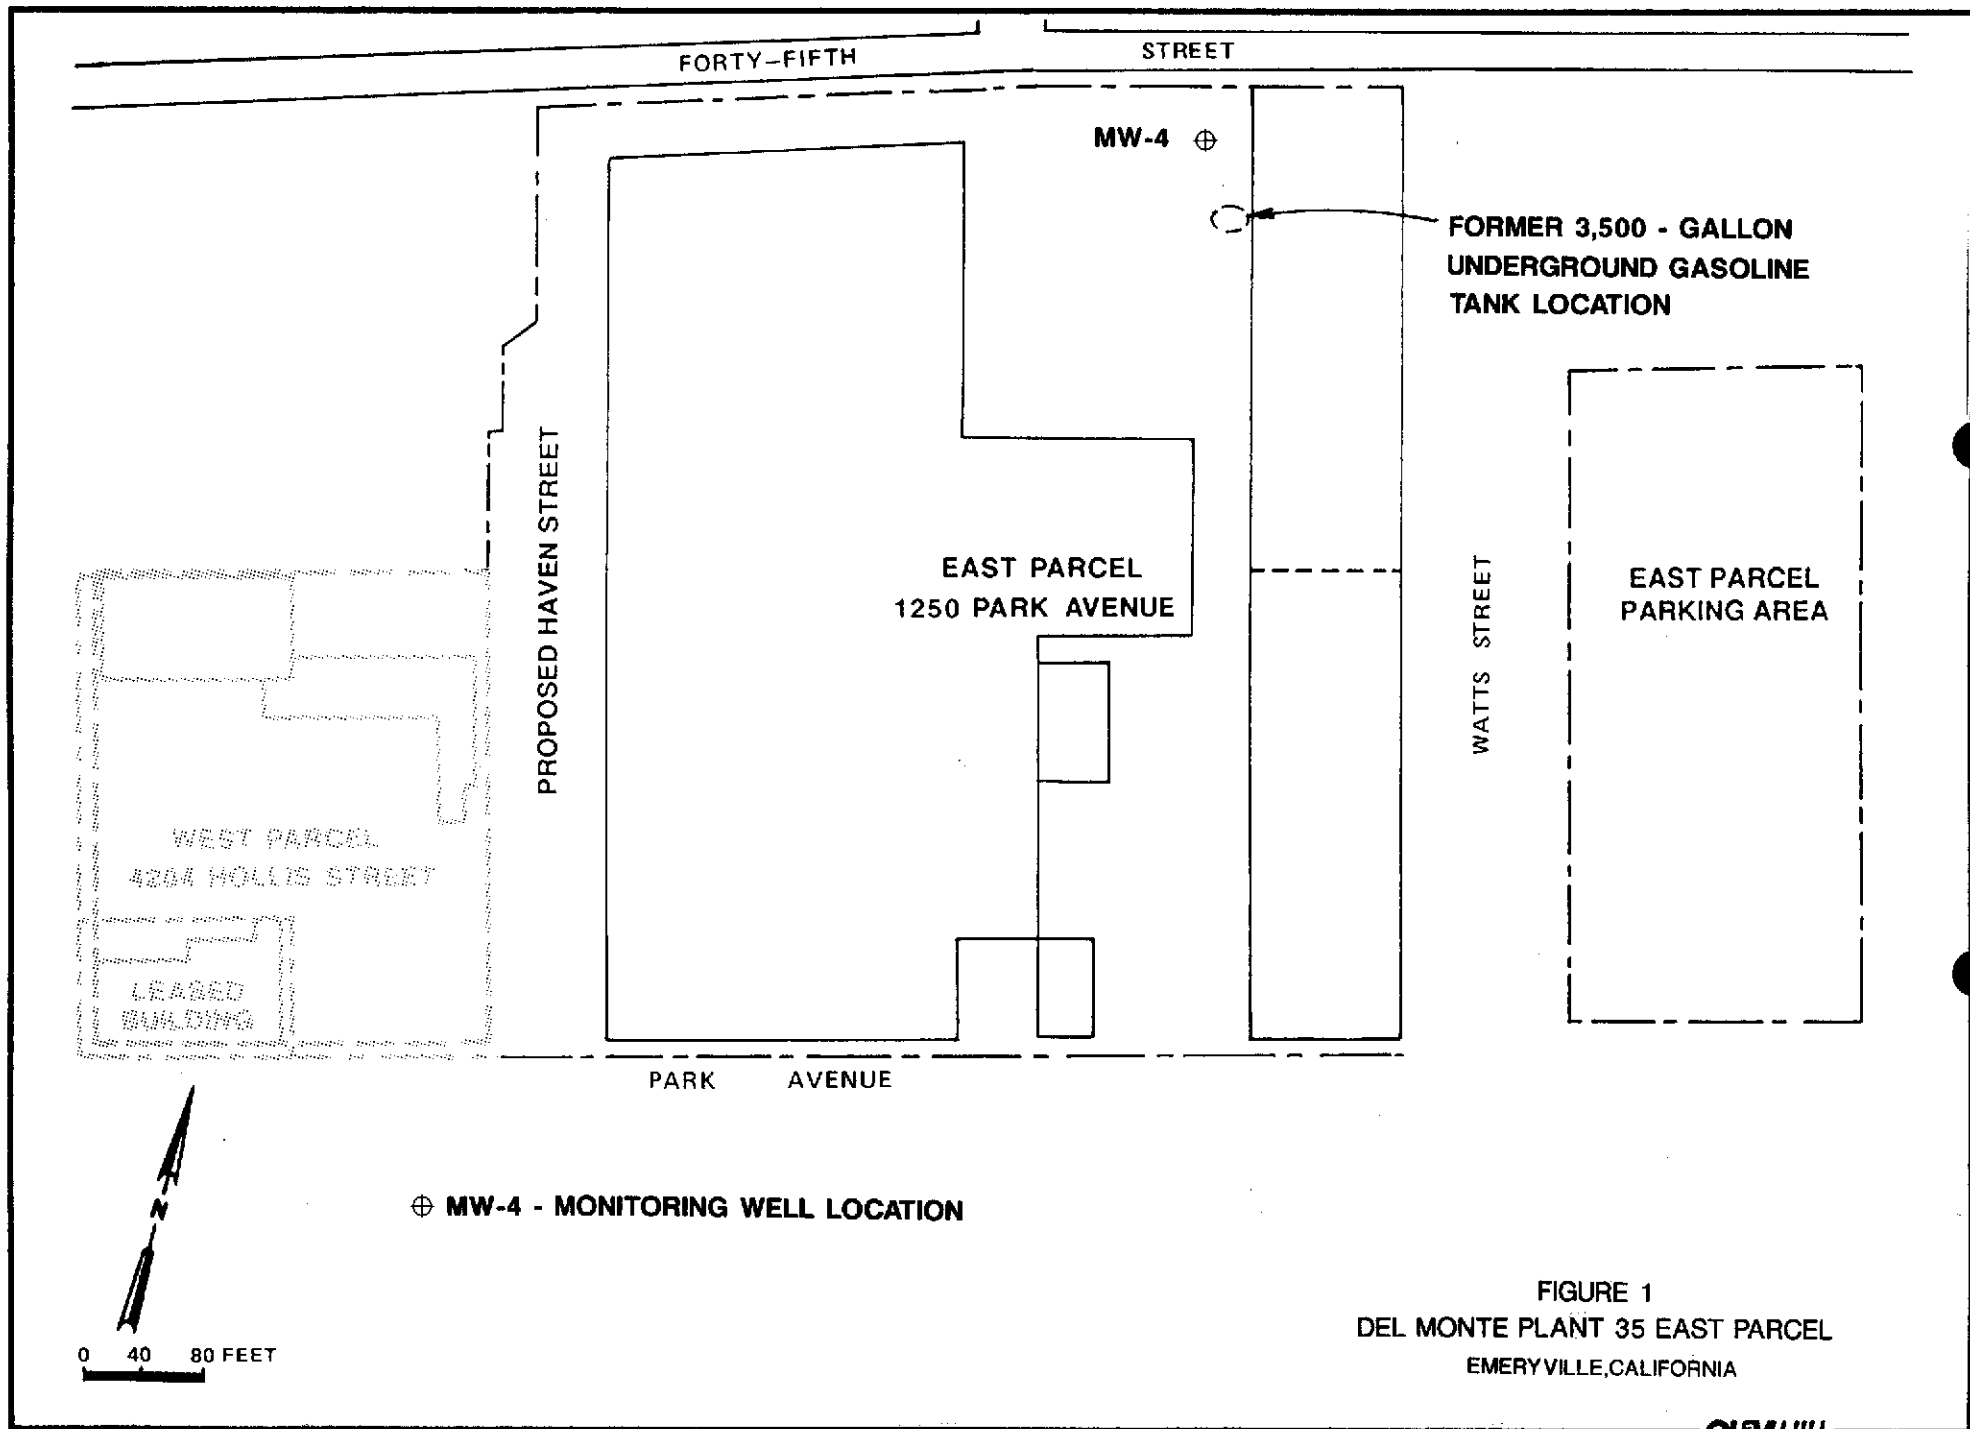 FORTY-FIFTH STREET
MW-4
FORMER 3,500 - GALLON
UNDERGROUND GASOLINE
TANK LOCATION
PROPOSED HAVEN STREET
EAST PARCEL
1250 PARK AVENUE
WATTS STREET
EAST PARCEL
PARKING AREA
WEST PARCEL
4204 HOLLIS STREET
LEASED
BUILDING
PARK AVENUE
N
MW-4 - MONITORING WELL LOCATION
0 40 80 FEET
FIGURE 1
DEL MONTE PLANT 35 EAST PARCEL
EMERYVILLE, CALIFORNIA